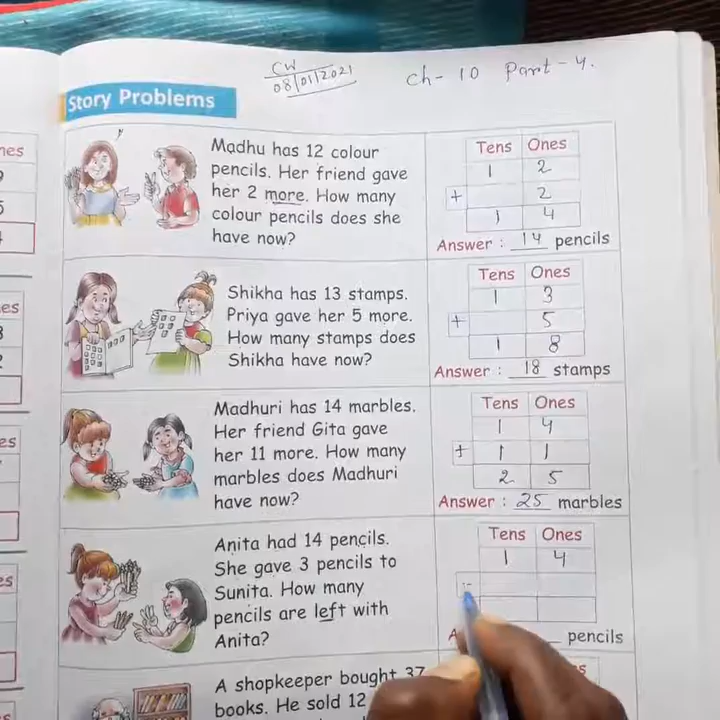 CW
08/01/2021
Ch- 10 Part - 4.
Story Problems
Madhu has 12 colour
pencils. Her friend gave
her 2 more. How many
colour pencils does she
have now?
Tens Ones
1 2
+ 2
1 4
Answer : 14 pencils
Shikha has 13 stamps.
Priya gave her 5 more.
How many stamps does
Shikha have now?
Tens Ones
1 3
+ 5
1 8
Answer : 18 stamps
Madhuri has 14 marbles.
Her friend Gita gave
her 11 more. How many
marbles does Madhuri
have now?
Tens Ones
1 4
+ 1 1
2 5
Answer : 25 marbles
Anita had 14 pencils.
She gave 3 pencils to
Sunita. How many
pencils are left with
Anita?
Tens Ones
1 4
pencils
A shopkeeper bought 37
books. He sold 12